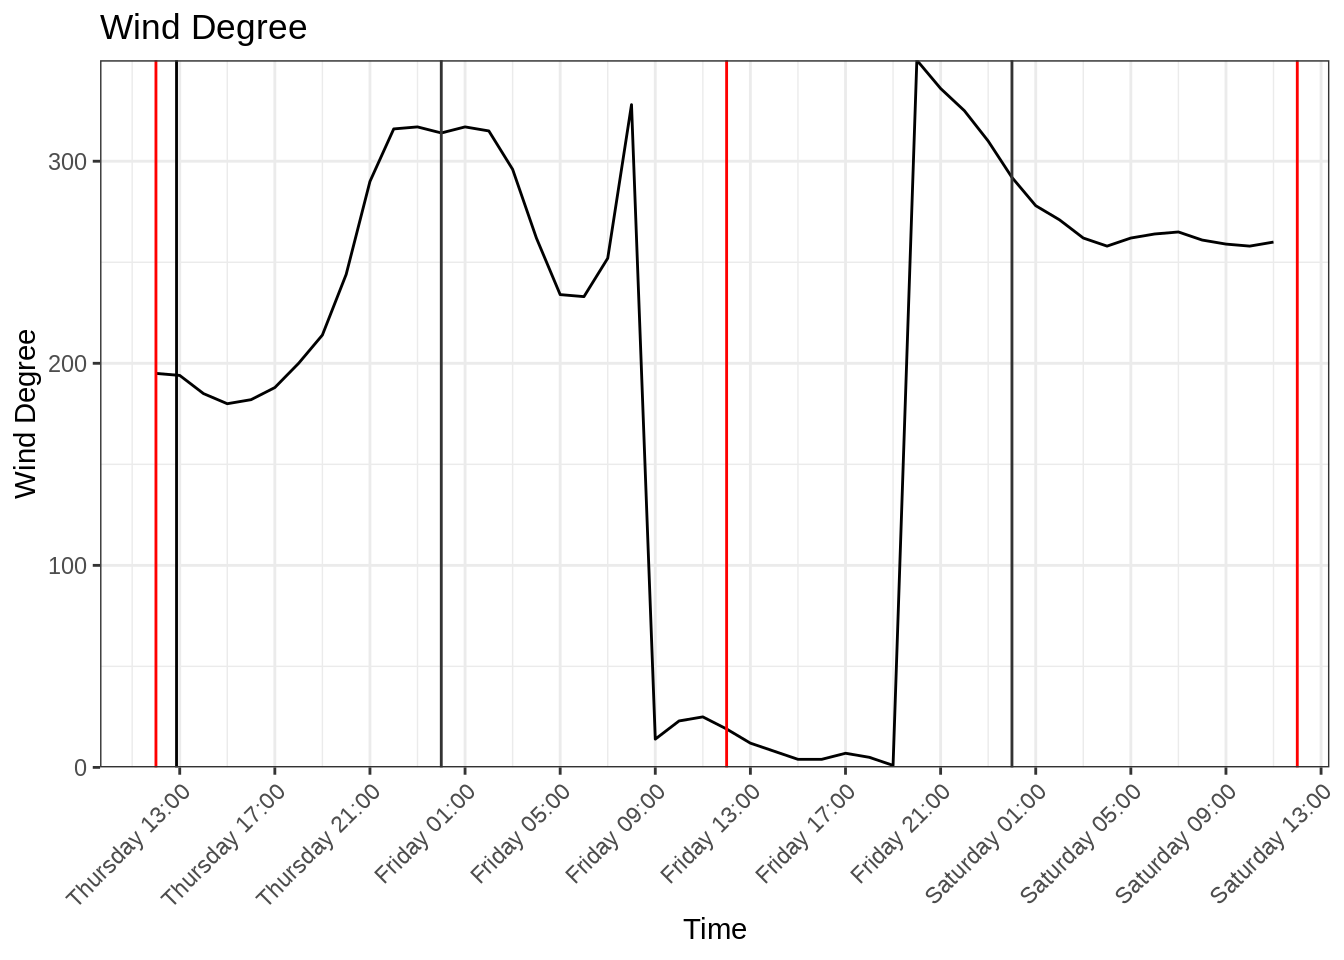 Wind Degree
Wind Degree
300
200
100
0
Thursday 13:00
Thursday 17:00
Thursday 21:00
Friday 01:00
Friday 05:00
Friday 09:00
Friday 13:00
Friday 17:00
Friday 21:00
Saturday 01:00
Saturday 05:00
Saturday 09:00
Saturday 13:00
Time